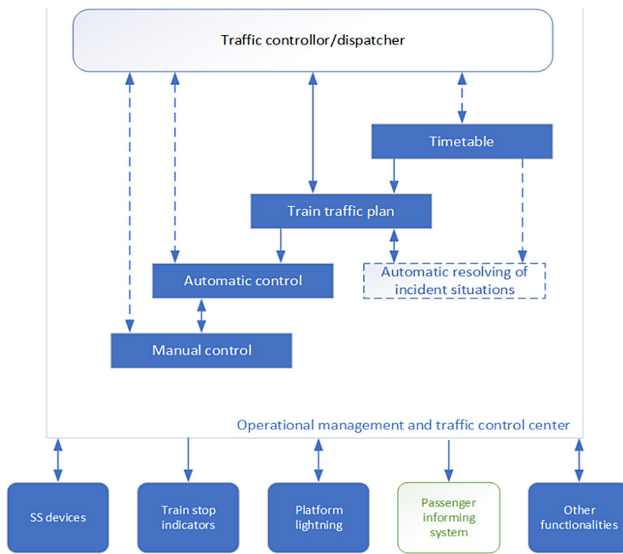 Traffic controllor/dispatcher
Timetable
Train traffic plan
Automatic control
Automatic resolving of
incident situations
Manual control
Operational management and traffic control center
SS devices
Train stop
indicators
Platform
lightning
Passenger
informing
system
Other
functionalities